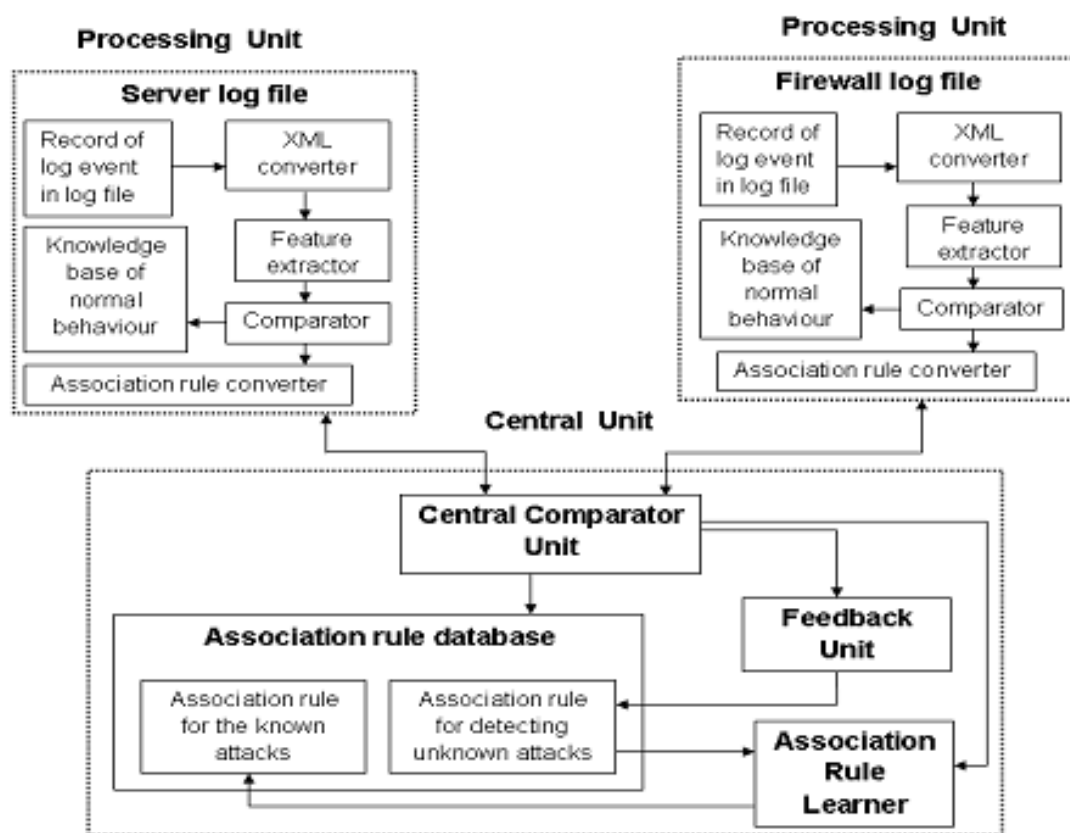 Processing Unit
Server log file
Record of
log event
in log file
XML
converter
Feature
extractor
Knowledge
base of
normal
behaviour
Comparator
Association rule converter
Processing Unit
Firewall log file
Record of
log event
in log file
XML
converter
Feature
extractor
Knowledge
base of
normal
behaviour
Comparator
Association rule converter
Central Unit
Central Comparator
Unit
Association rule database
Association rule
for the known
attacks
Association rule
for detecting
unknown attacks
Feedback
Unit
Association
Rule
Learner